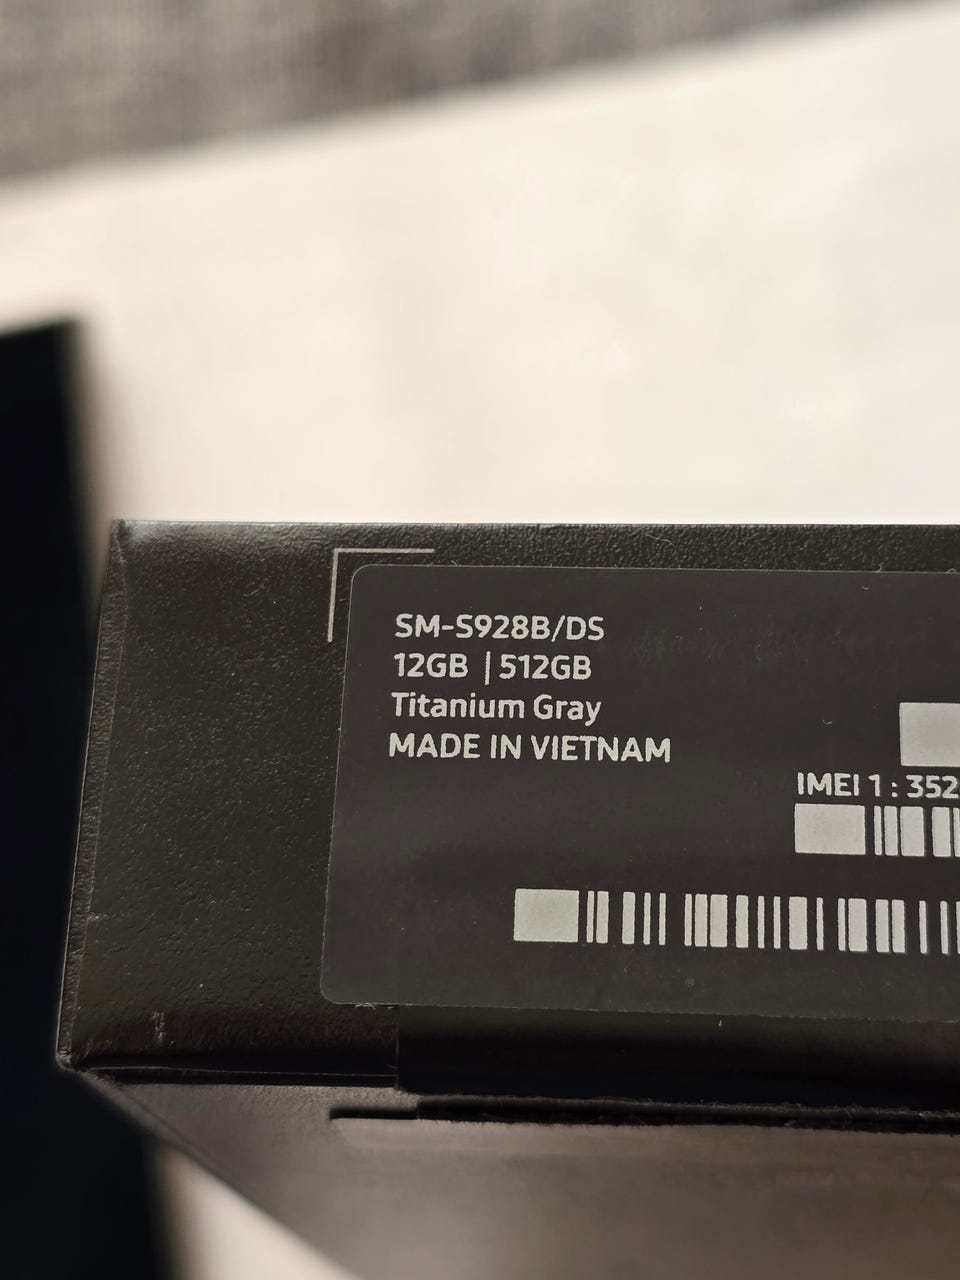 SM-S928B/DS
12GB | 512GB
Titanium Gray
MADE IN VIETNAM
IMEI 1 : 352